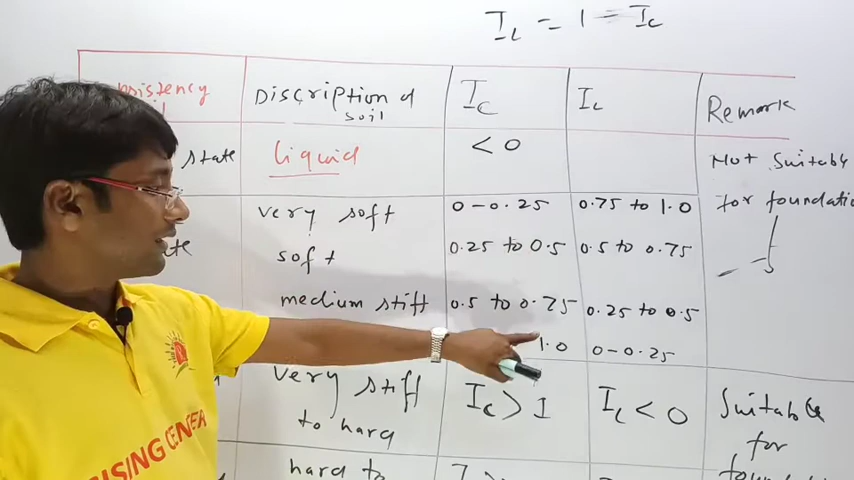 I_L = 1 - I_C
Discription of soil I_C I_L Remark
state liquid < 0 Not suitable
very soft 0 - 0.25 0.75 to 1.0 for foundation
soft 0.25 to 0.5 0.5 to 0.75
medium stiff 0.5 to 0.75 0.25 to 0.5
1.0 0 - 0.25
Very stiff I_C > 1 I_L < 0 Suitable
to hard for
hard to
RISING CENTER